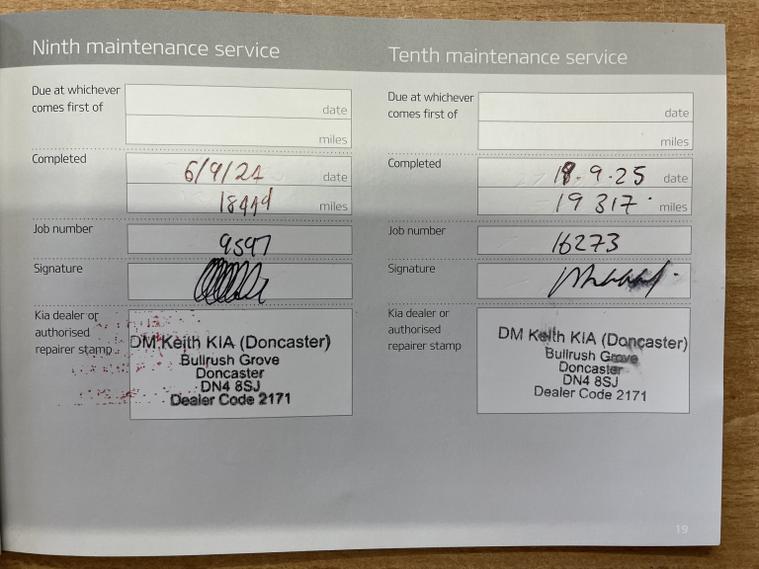 Ninth maintenance service
Due at whichever
comes first of
date
miles
Completed
date
miles
Job number
9597
Signature
Kia dealer or
authorised
repairer stamp
DM Keith KIA (Doncaster)
Bullrush Grove
Doncaster
DN4 8SJ
Dealer Code 2171
Tenth maintenance service
Due at whichever
comes first of
date
miles
Completed
18.9.25 date
19317 miles
Job number
16273
Signature
Kia dealer or
authorised
repairer stamp
DM Keith KIA (Doncaster)
Bullrush Grove
Doncaster
DN4 8SJ
Dealer Code 2171
19